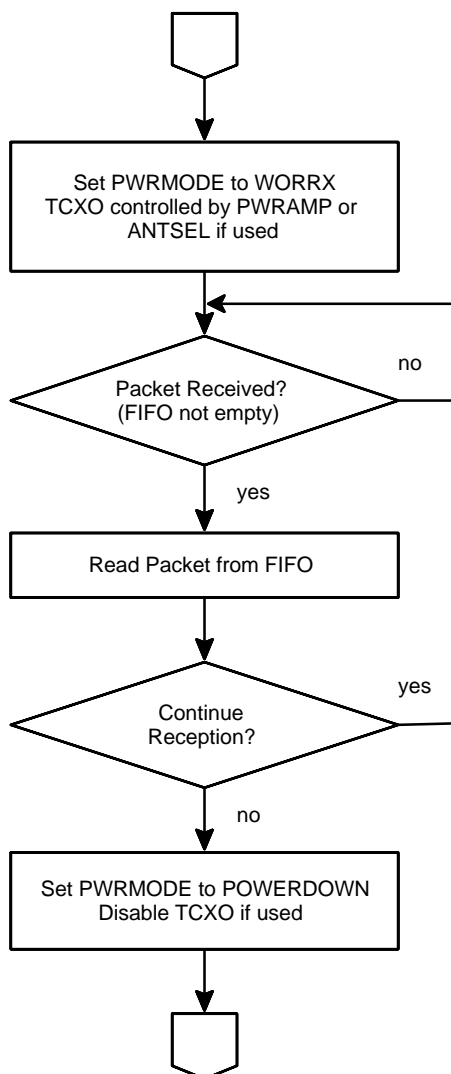 Set PWRMODE to WORRX
TCXO controlled by PWRAMP or
ANTSEL if used
Packet Received?
(FIFO not empty)
no
yes
Read Packet from FIFO
Continue
Reception?
yes
no
Set PWRMODE to POWERDOWN
Disable TCXO if used